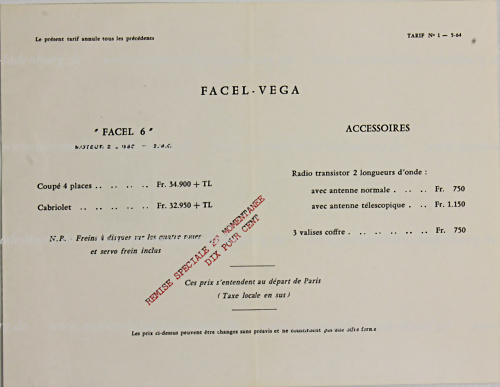 Le présent tarif annule tous les précédents
TARIF Nº 1 — 5-64
FACEL-VEGA
" FACEL 6 "
ACCESSOIRES
Coupé 4 places .. .. .. .. Fr. 34.900 + TL
Cabriolet .. .. .. .. .. Fr. 32.950 + TL
Radio transistor 2 longueurs d'onde :
avec antenne normale . .. .. Fr. 750
avec antenne télescopique . .. Fr. 1.150
3 valises coffre . .. .. .. .. .. Fr. 750
N.P. - Freins à disques sur les quatre roues
et servo frein inclus
REMISE SPECIALE MOMENTANEE
DIX POUR CENT
Ces prix s'entendent au départ de Paris
( Taxe locale en sus )
Les prix ci-dessus peuvent être changés sans préavis et ne constituent pas une offre ferme